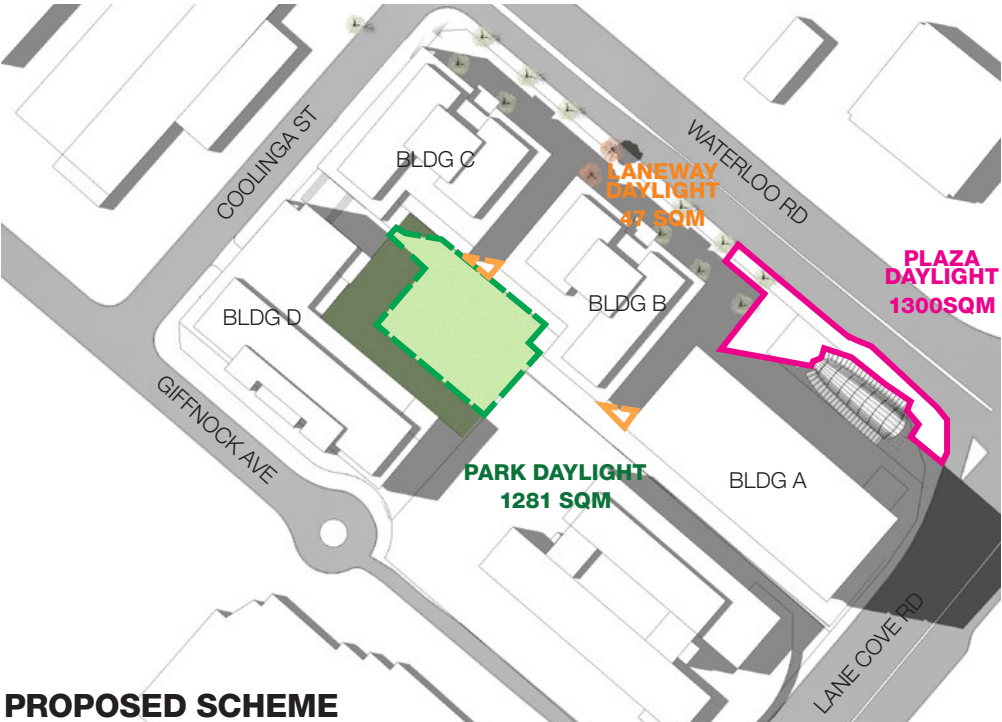 COOLINGA ST
WATERLOO RD
BLDG C
LANEWAY
DAYLIGHT
47 SQM
PLAZA
DAYLIGHT
1300SQM
BLDG B
BLDG D
GIFFNOCK AVE
PARK DAYLIGHT
1281 SQM
BLDG A
LANE COVE RD
PROPOSED SCHEME